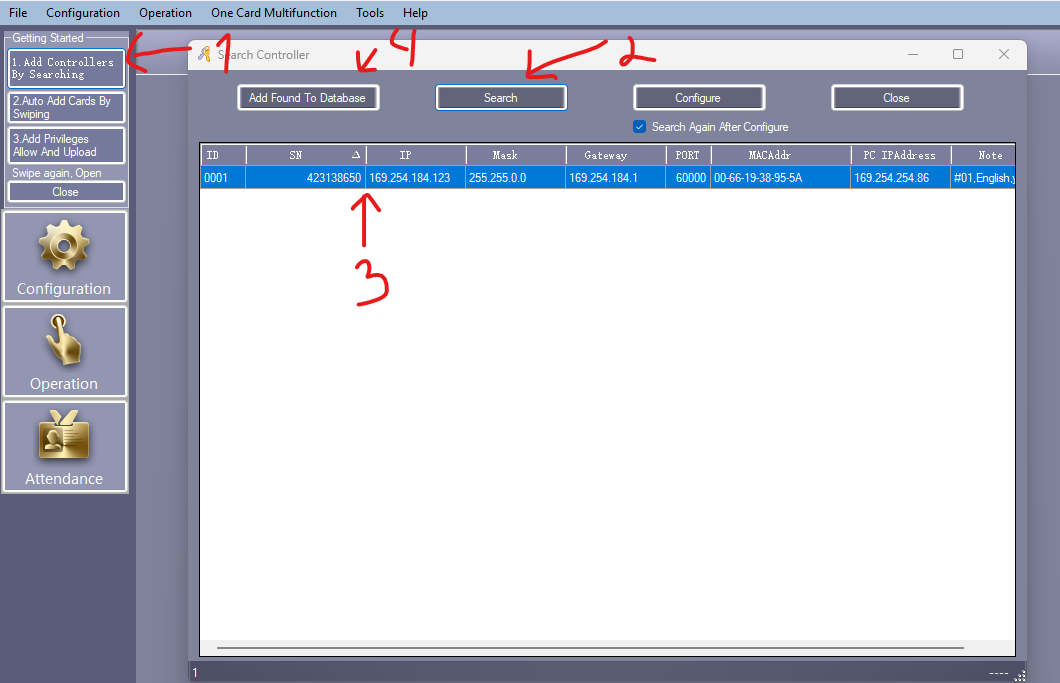 File Configuration Operation One Card Multifunction Tools Help
Getting Started
1.Add Controllers
By Searching
2.Auto Add Cards By
Swiping
3.Add Privileges
Allow And Upload
Swipe again, Open
Close
Configuration
Operation
Attendance
1
4
2
Search Controller
Add Found To Database Search Configure Close
Search Again After Configure
ID SN IP Mask Gateway PORT MACAddr PC IPAddress Note
0001 423138650 169.254.184.123 255.255.0.0 169.254.184.1 60000 00-66-19-38-95-5A 169.254.254.86 #01,English,
3
1 ----